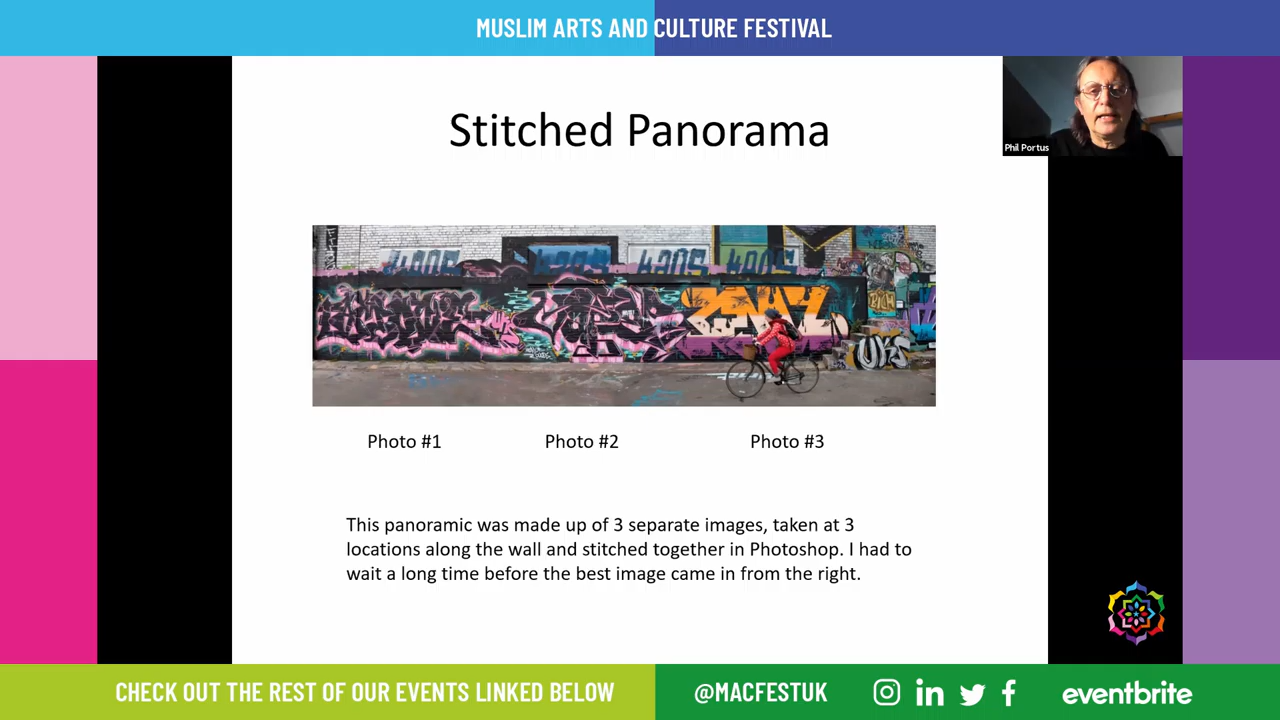 MUSLIM ARTS AND CULTURE FESTIVAL
Stitched Panorama
Phil Portus
UKS
Photo #1
Photo #2
Photo #3
This panoramic was made up of 3 separate images, taken at 3
locations along the wall and stitched together in Photoshop. I had to
wait a long time before the best image came in from the right.
CHECK OUT THE REST OF OUR EVENTS LINKED BELOW
@MACFESTUK
eventbrite